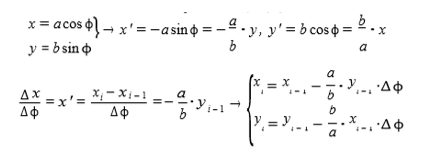 x = a cos ϕ } → x' = −a sin ϕ = −a/b · y, y' = b cos ϕ = b/a · x
y = b sin ϕ
Δx/Δϕ = x' = (x_i − x_{i−1})/Δϕ = −a/b · y_{i−1} → { x_i = x_{i−1} − a/b · y_{i−1} · Δϕ
y_i = y_{i−1} − b/a · x_{i−1} · Δϕ